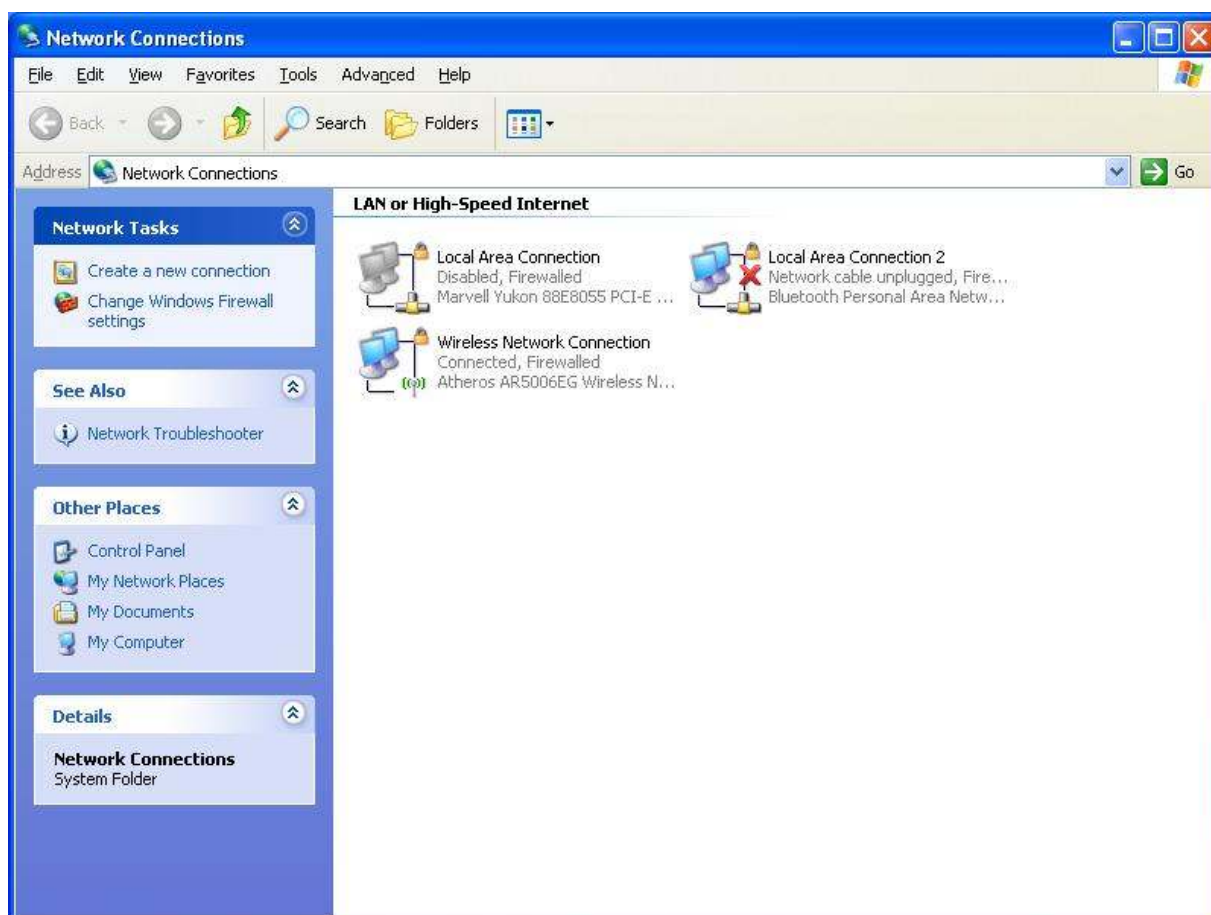 Network Connections
File Edit View Favorites Tools Advanced Help
Back Search Folders
Address Network Connections Go
Network Tasks
Create a new connection
Change Windows Firewall
settings
See Also
Network Troubleshooter
Other Places
Control Panel
My Network Places
My Documents
My Computer
Details
Network Connections
System Folder
LAN or High-Speed Internet
Local Area Connection
Disabled, Firewalled
Marvell Yukon 88E8055 PCI-E ...
Local Area Connection 2
Network cable unplugged, Fire...
Bluetooth Personal Area Netw...
Wireless Network Connection
Connected, Firewalled
Atheros AR5006EG Wireless N...